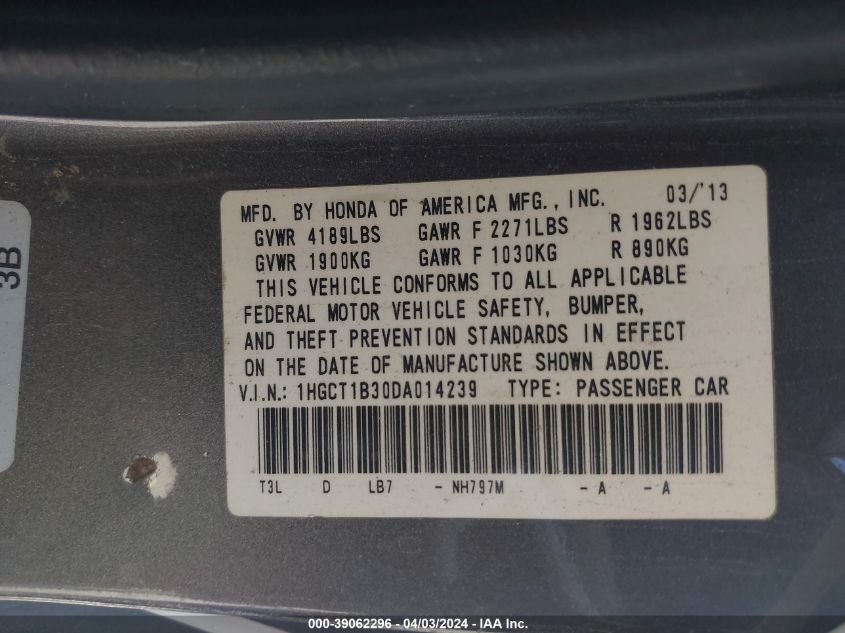 3B
MFD. BY HONDA OF AMERICA MFG., INC. 03/'13
GVWR 4189LBS GAWR F 2271LBS R 1962LBS
GVWR 1900KG GAWR F 1030KG R 890KG
THIS VEHICLE CONFORMS TO ALL APPLICABLE
FEDERAL MOTOR VEHICLE SAFETY, BUMPER,
AND THEFT PREVENTION STANDARDS IN EFFECT
ON THE DATE OF MANUFACTURE SHOWN ABOVE.
V.I.N.: 1HGCT1B30DA014239 TYPE: PASSENGER CAR
T3L D LB7 - NH797M - A - A
000-39062296 - 04/03/2024 - IAA Inc.